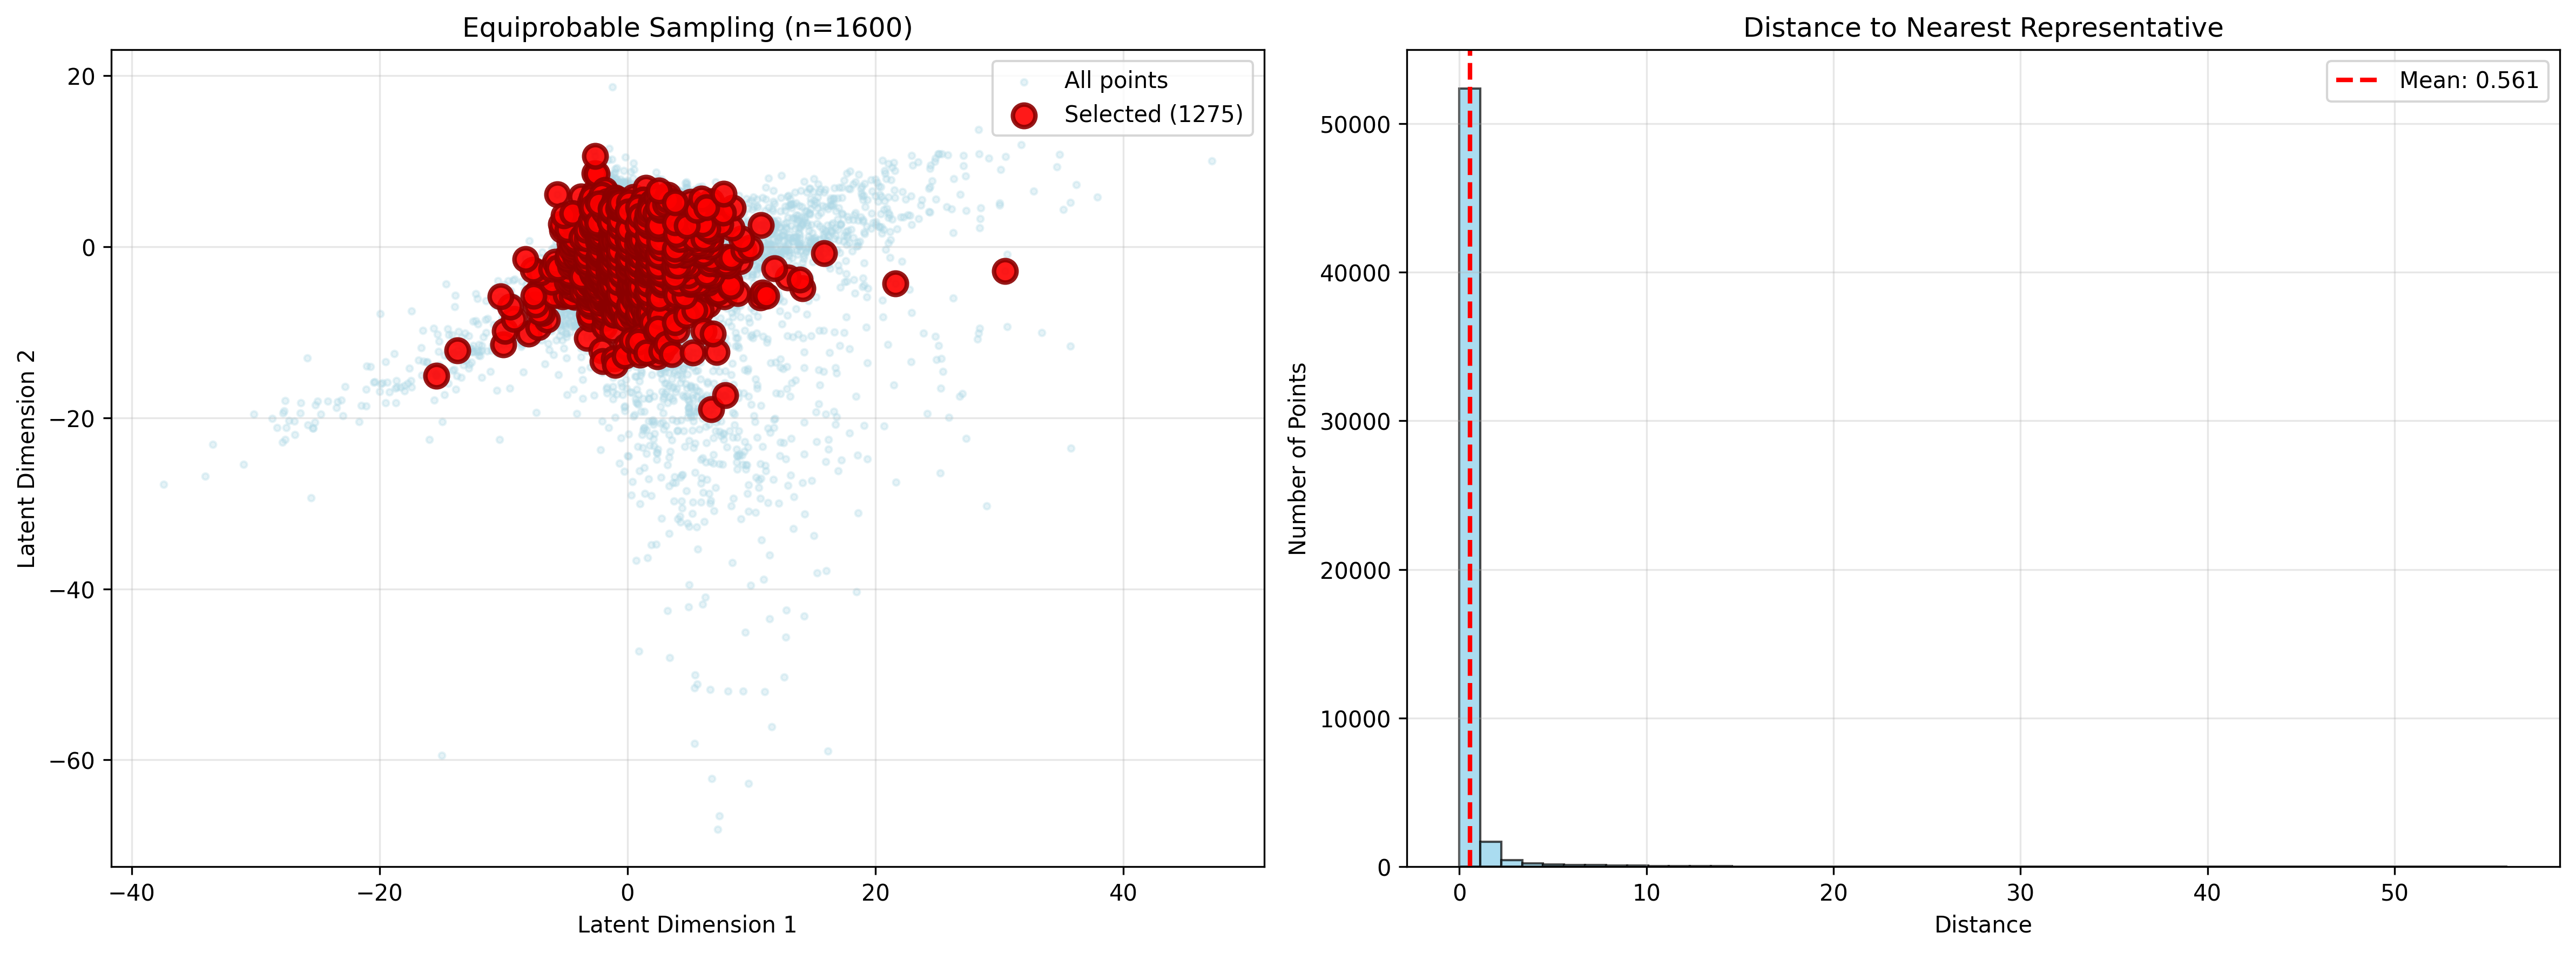 Equiprobable Sampling (n=1600)
All points
Selected (1275)
20
0
−20
−40
−60
Latent Dimension 2
−40
−20
0
20
40
Latent Dimension 1
Distance to Nearest Representative
Mean: 0.561
50000
40000
30000
20000
10000
0
Number of Points
0
10
20
30
40
50
Distance